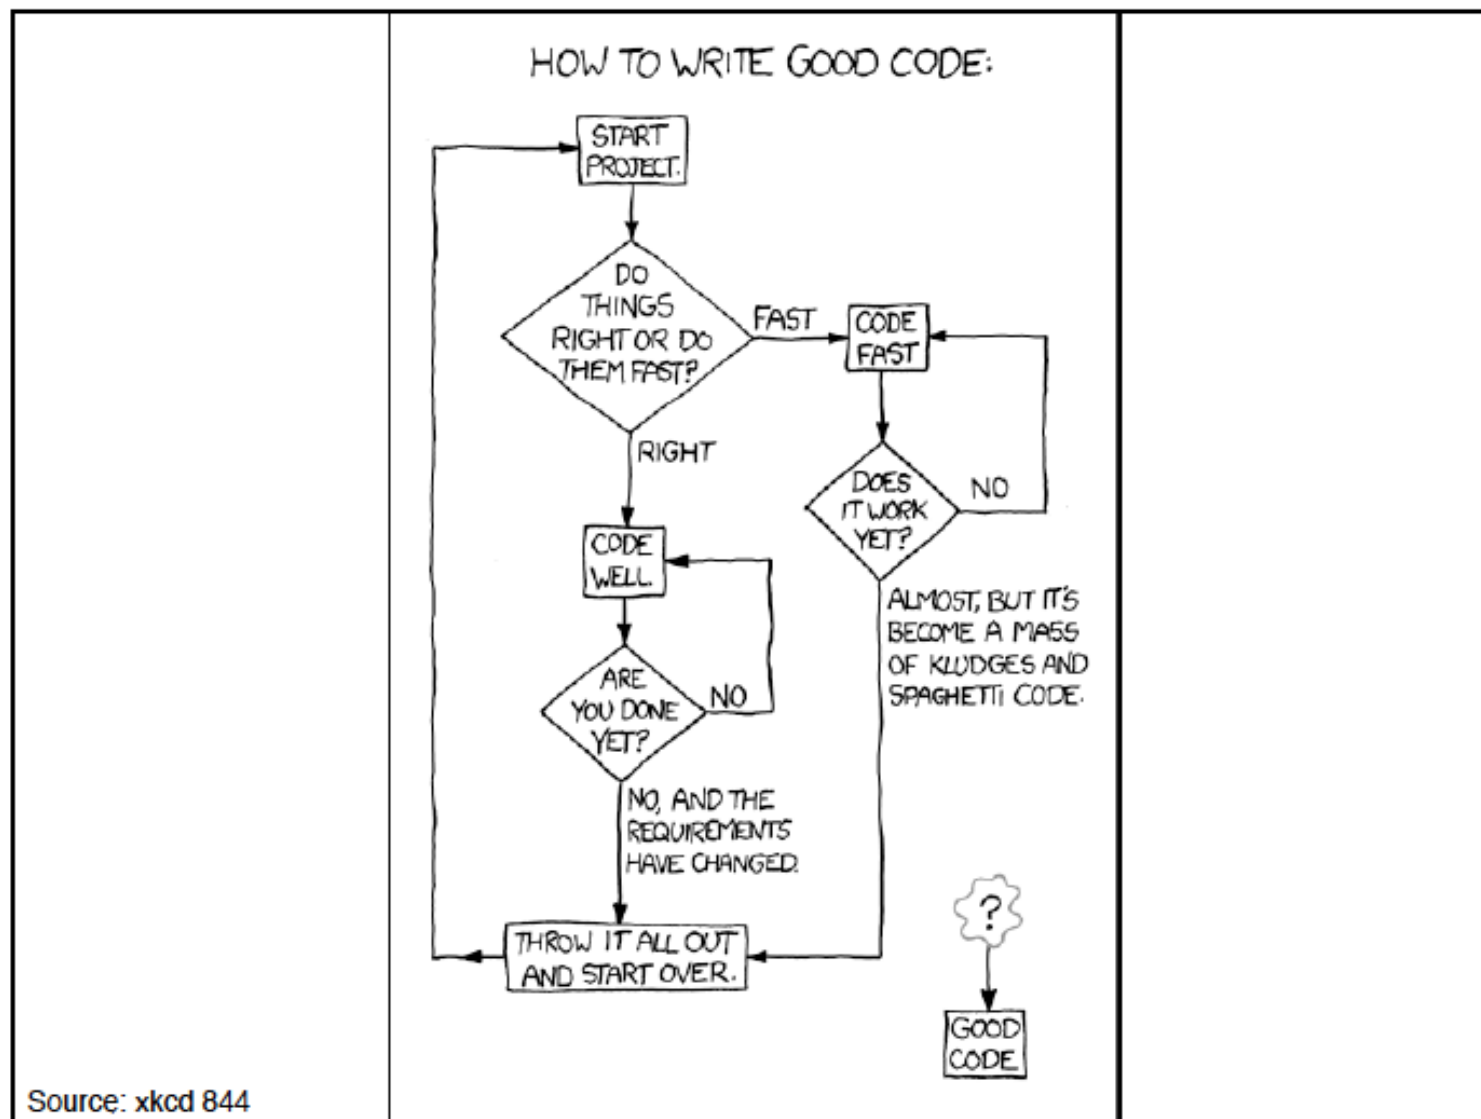 HOW TO WRITE GOOD CODE:
START
PROJECT.
DO
THINGS
RIGHT OR DO
THEM FAST?
FAST
CODE
FAST
RIGHT
DOES
IT WORK
YET?
NO
CODE
WELL.
ALMOST, BUT IT'S
BECOME A MASS
OF KLUDGES AND
SPAGHETTI CODE.
ARE
YOU DONE
YET?
NO
NO, AND THE
REQUIREMENTS
HAVE CHANGED.
THROW IT ALL OUT
AND START OVER.
?
GOOD
CODE
Source: xkcd 844